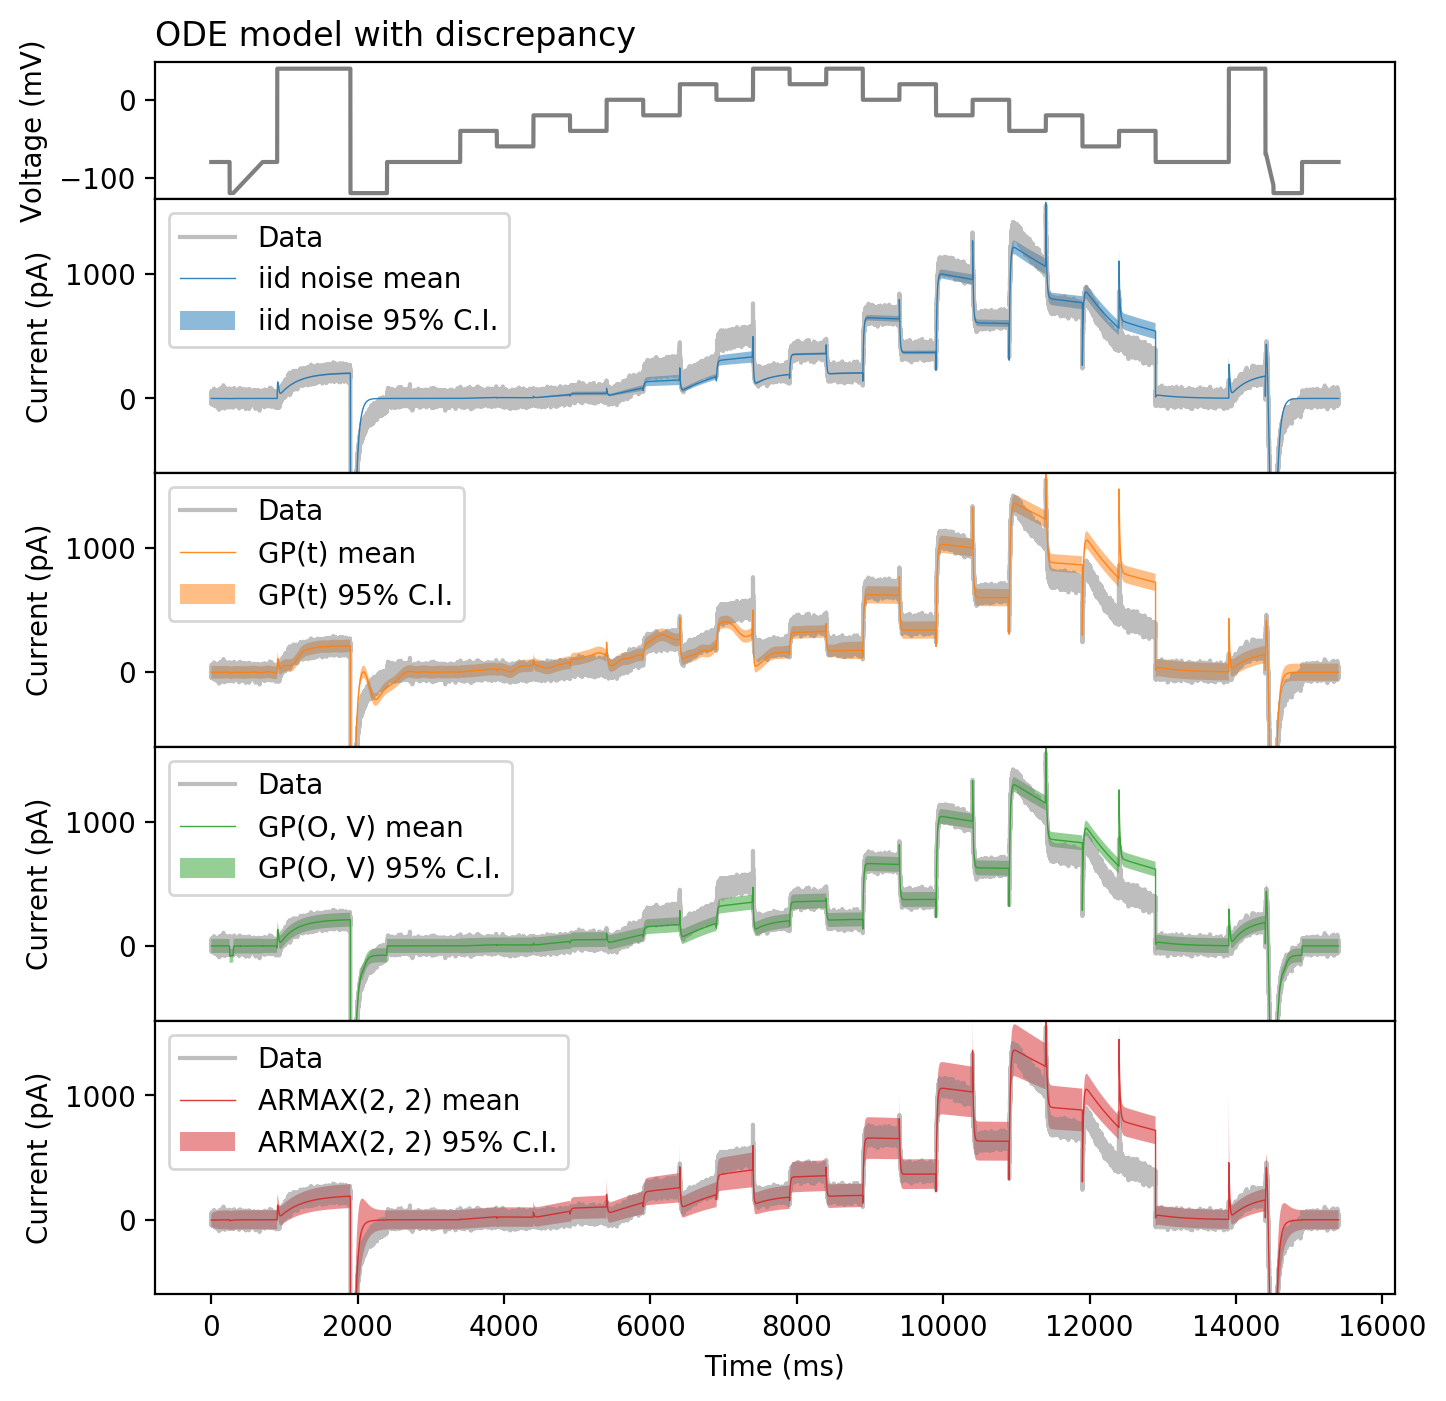 ODE model with discrepancy
Voltage (mV)
0
−100
Current (pA)
1000
0
Data
iid noise mean
iid noise 95% C.I.
Current (pA)
1000
0
Data
GP(t) mean
GP(t) 95% C.I.
Current (pA)
1000
0
Data
GP(O, V) mean
GP(O, V) 95% C.I.
Current (pA)
1000
0
Data
ARMAX(2, 2) mean
ARMAX(2, 2) 95% C.I.
0 2000 4000 6000 8000 10000 12000 14000 16000
Time (ms)